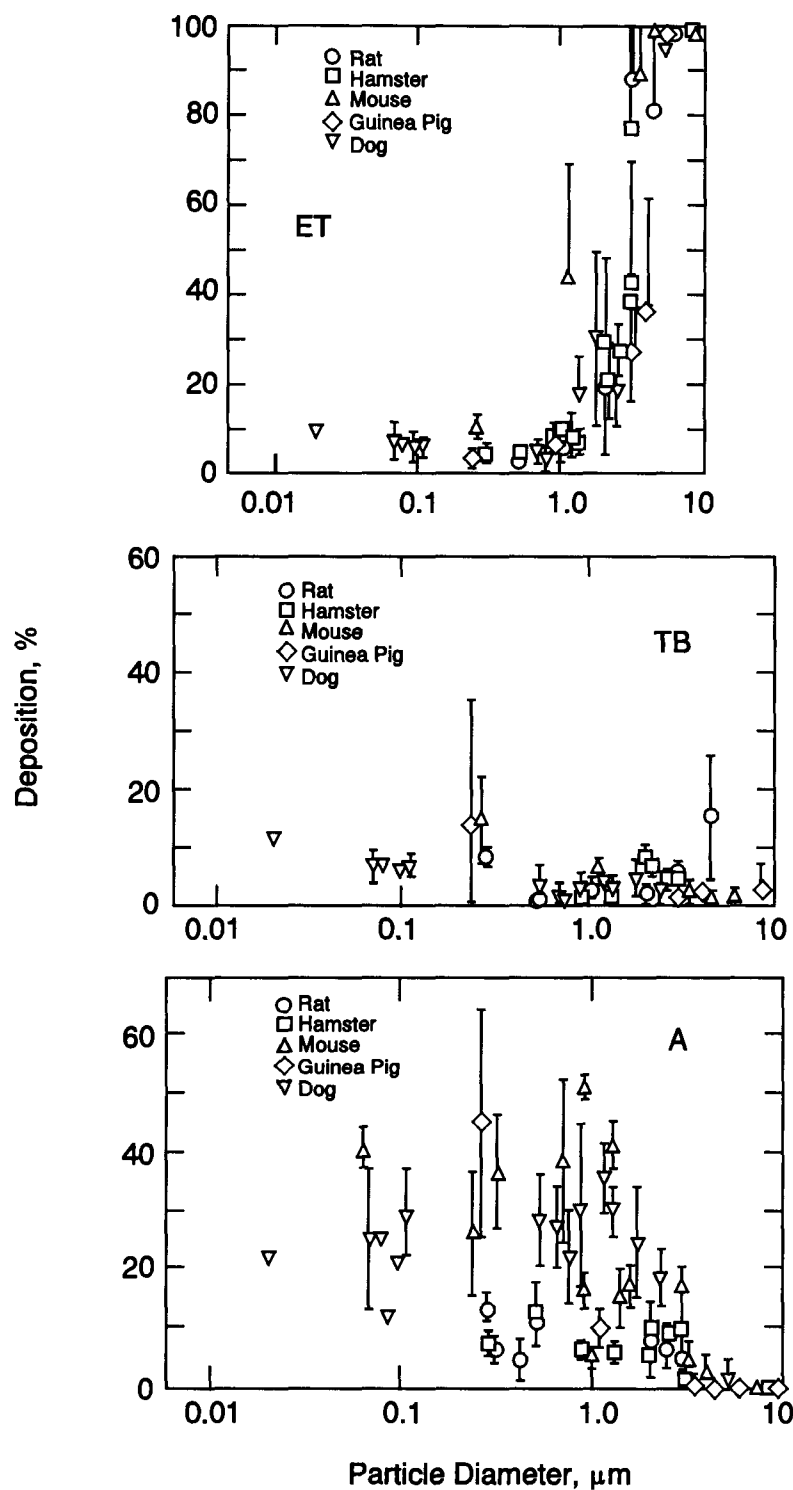 100
80
60
40
20
0
Rat
Hamster
Mouse
Guinea Pig
Dog
ET
0.01
0.1
1.0
10
Deposition, %
60
40
20
0
Rat
Hamster
Mouse
Guinea Pig
Dog
TB
0.01
0.1
1.0
10
60
40
20
0
Rat
Hamster
Mouse
Guinea Pig
Dog
A
0.01
0.1
1.0
10
Particle Diameter, μm